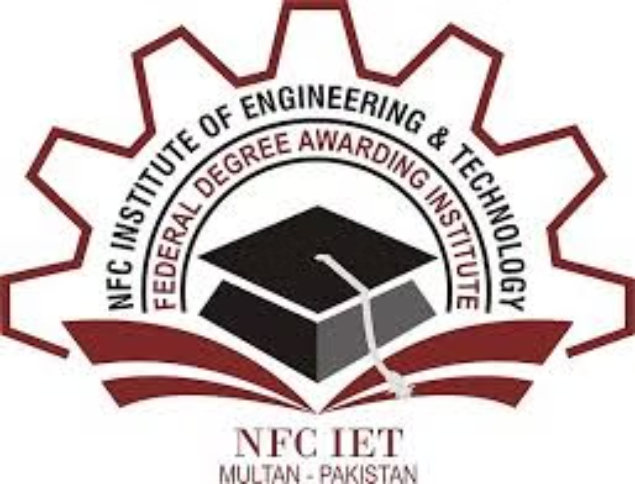 NFC INSTITUTE OF ENGINEERING & TECHNOLOGY
FEDERAL DEGREE AWARDING INSTITUTE
NFC IET
MULTAN - PAKISTAN